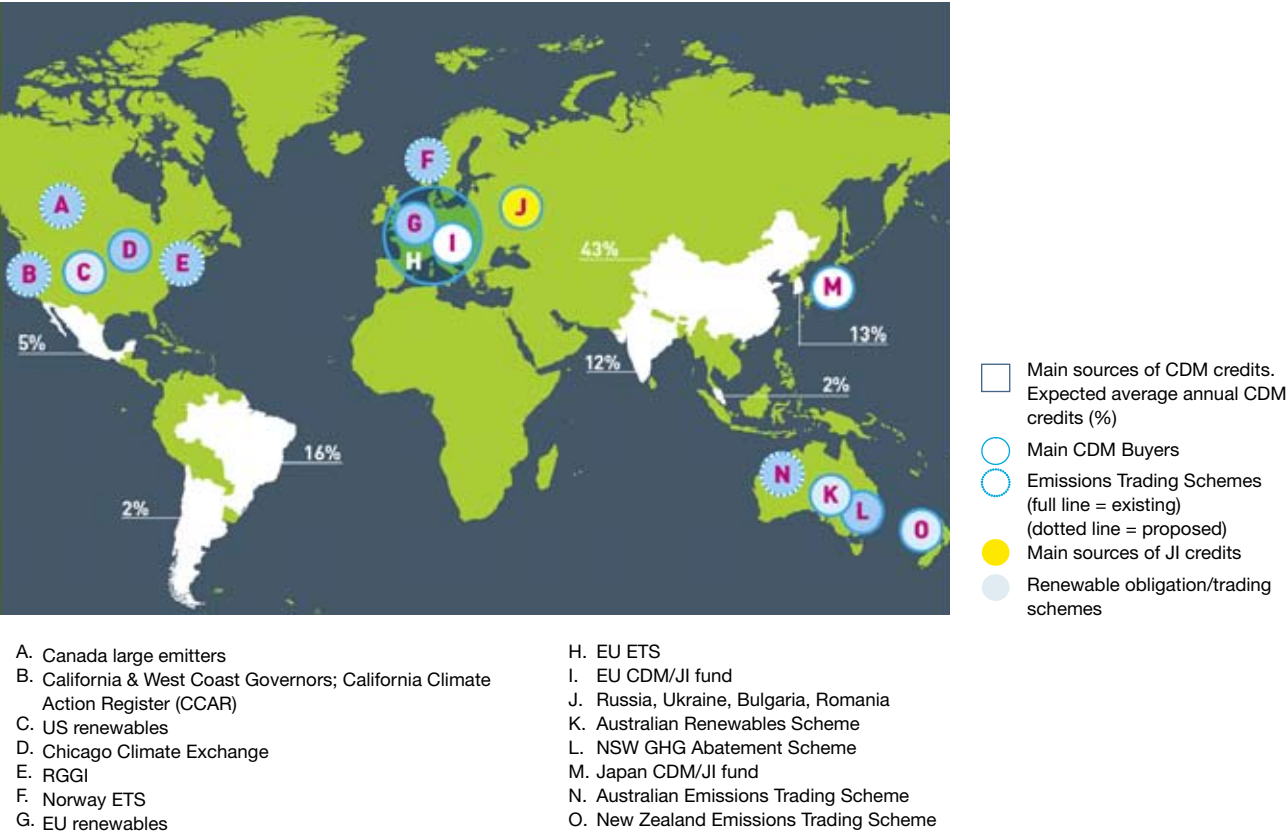 F
A
G
J
D
I
E
43%
H
B
C
M
5%
13%
12%
2%
16%
N
K
2%
L
O
Main sources of CDM credits.
Expected average annual CDM
credits (%)
Main CDM Buyers
Emissions Trading Schemes
(full line = existing)
(dotted line = proposed)
Main sources of JI credits
Renewable obligation/trading
schemes
A. Canada large emitters
B. California & West Coast Governors; California Climate
Action Register (CCAR)
C. US renewables
D. Chicago Climate Exchange
E. RGGI
F. Norway ETS
G. EU renewables
H. EU ETS
I. EU CDM/JI fund
J. Russia, Ukraine, Bulgaria, Romania
K. Australian Renewables Scheme
L. NSW GHG Abatement Scheme
M. Japan CDM/JI fund
N. Australian Emissions Trading Scheme
O. New Zealand Emissions Trading Scheme